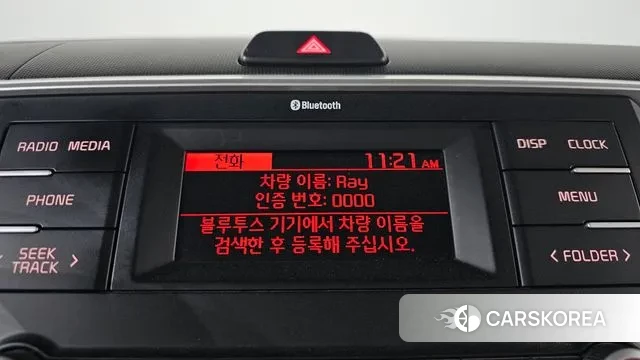 Bluetooth
RADIO MEDIA
PHONE
< SEEK TRACK >
전화 11:21 AM
차량 이름: Ray
인증 번호: 0000
블루투스 기기에서 차량 이름을
검색한 후 등록해 주십시오.
DISP CLOCK
MENU
< FOLDER >
CARSKOREA